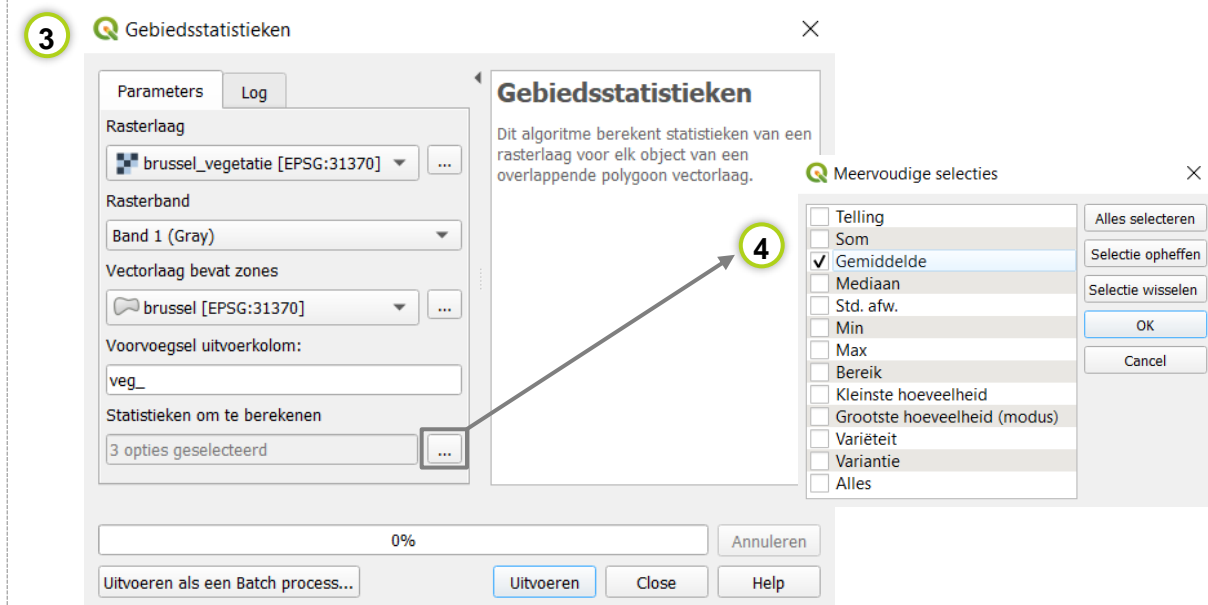 3
Gebiedsstatistieken
Parameters
Log
Rasterlaag
brussel_vegetatie [EPSG:31370]
...
Rasterband
Band 1 (Gray)
Vectorlaag bevat zones
brussel [EPSG:31370]
...
Voorvoegsel uitvoerkolom:
veg_
Statistieken om te berekenen
3 opties geselecteerd
...
Gebiedsstatistieken
Dit algoritme berekent statistieken van een
rasterlaag voor elk object van een
overlappende polygoon vectorlaag.
0%
Annuleren
Uitvoeren als een Batch process...
Uitvoeren
Close
Help
4
Meervoudige selecties
Telling
Som
Gemiddelde
Mediaan
Std. afw.
Min
Max
Bereik
Kleinste hoeveelheid
Grootste hoeveelheid (modus)
Variëteit
Variantie
Alles
Alles selecteren
Selectie opheffen
Selectie wisselen
OK
Cancel